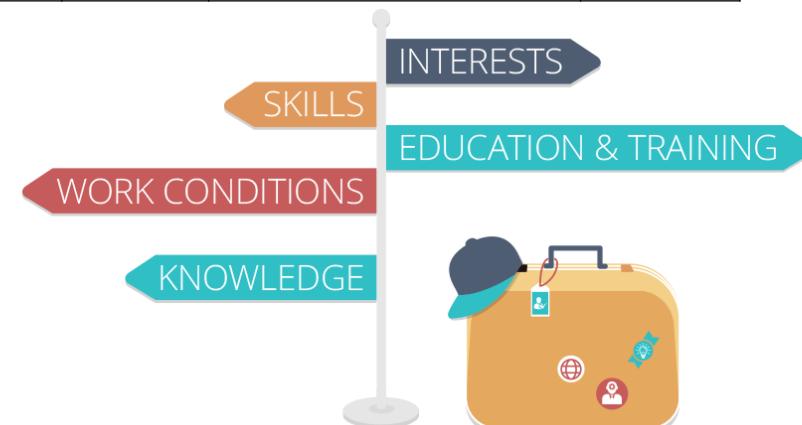 INTERESTS
SKILLS
EDUCATION & TRAINING
WORK CONDITIONS
KNOWLEDGE